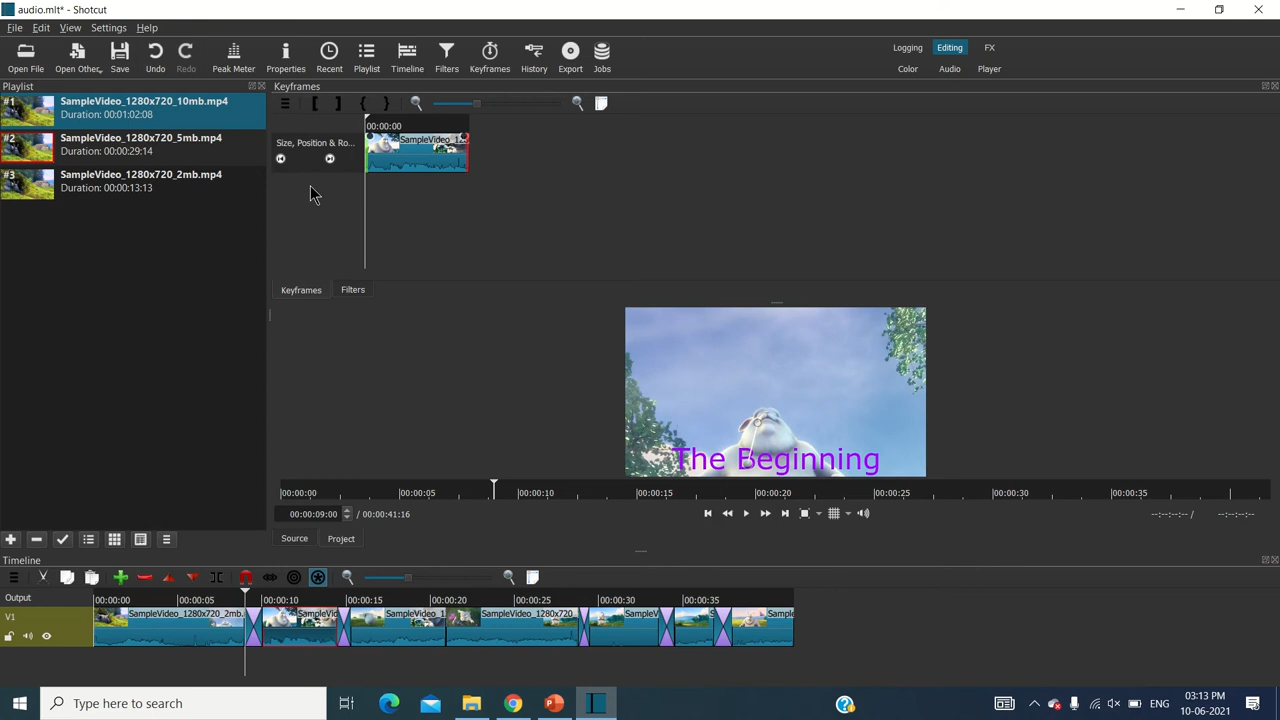 audio.mlt* - Shotcut
File Edit View Settings Help
Open File Open Other.. Save Undo Redo Peak Meter Properties Recent Playlist Timeline Filters Keyframes History Export Jobs
Logging Editing FX
Color Audio Player
Playlist
#1 SampleVideo_1280x720_10mb.mp4
Duration: 00:01:02:08
#2 SampleVideo_1280x720_5mb.mp4
Duration: 00:00:29:14
#3 SampleVideo_1280x720_2mb.mp4
Duration: 00:00:13:13
Keyframes
00:00:00
Size, Position & Ro... SampleVideo_1...
Keyframes Filters
The Beginning
00:00:00 00:00:05 00:00:10 00:00:15 00:00:20 00:00:25 00:00:30 00:00:35
00:00:09:00 / 00:00:41:16 --:--:--:-- / --:--:--:--
Source Project
Timeline
Output 00:00:00 00:00:05 00:00:10 00:00:15 00:00:20 00:00:25 00:00:30 00:00:35
V1 SampleVideo_1280x720_2mb. SampleVid SampleVideo_1 SampleVideo_1280x720 SampleV Sample
Type here to search
ENG
03:13 PM
10-06-2021